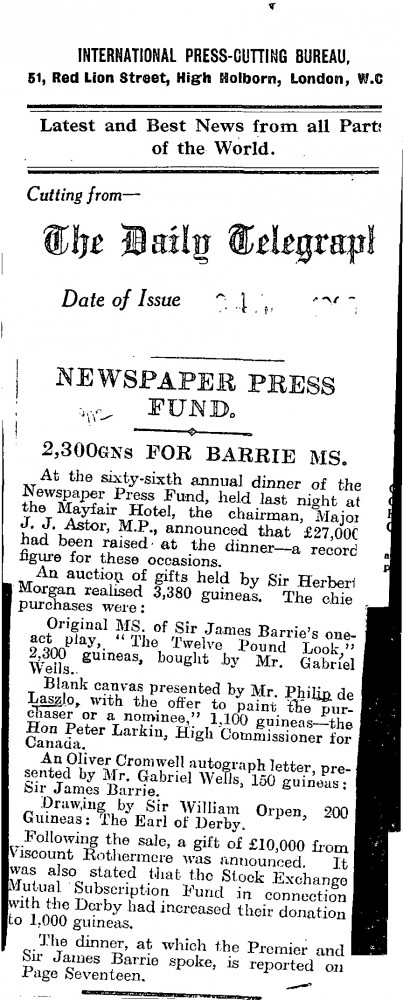 INTERNATIONAL PRESS-CUTTING BUREAU,
51, Red Lion Street, High Holborn, London, W.C
Latest and Best News from all Parts
of the World.
Cutting from—
The Daily Telegraph
Date of Issue
NEWSPAPER PRESS
FUND.
2,300GNS FOR BARRIE MS.
At the sixty-sixth annual dinner of the
Newspaper Press Fund, held last night at
the Mayfair Hotel, the chairman, Major
J. J. Astor, M.P., announced that £27,000
had been raised at the dinner—a record
figure for these occasions.
An auction of gifts held by Sir Herbert
Morgan realised 3,380 guineas. The chie
purchases were:
Original MS. of Sir James Barrie's one-
act play, "The Twelve Pound Look,"
2,300 guineas, bought by Mr. Gabriel
Wells.
Blank canvas presented by Mr. Philip de
Laszlo, with the offer to paint the pur-
chaser or a nominee," 1,100 guineas—the
Hon Peter Larkin, High Commissioner for
Canada.
An Oliver Cromwell autograph letter, pre-
sented by Mr. Gabriel Wells, 150 guineas:
Sir James Barrie.
Drawing by Sir William Orpen, 200
Guineas: The Earl of Derby.
Following the sale, a gift of £10,000 from
Viscount Rothermere was announced. It
was also stated that the Stock Exchange
Mutual Subscription Fund in connection
with the Derby had increased their donation
to 1,000 guineas.
The dinner, at which the Premier and
Sir James Barrie spoke, is reported on
Page Seventeen.